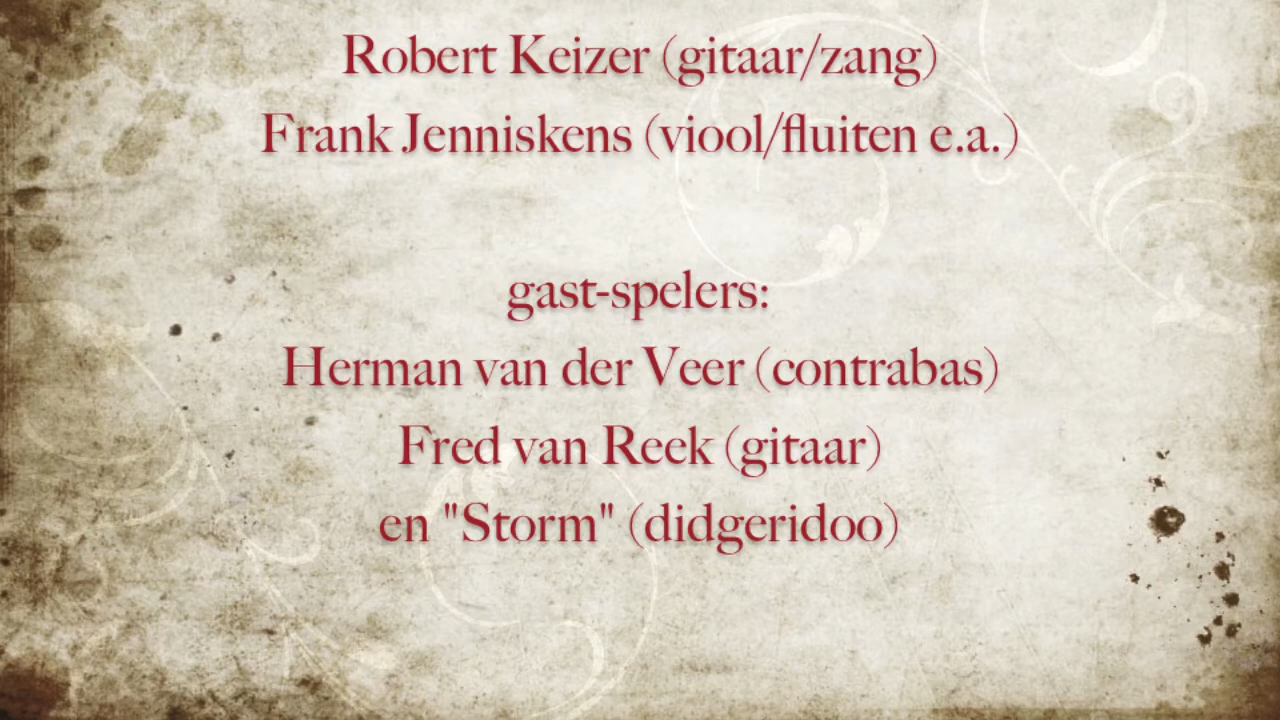 Robert Keizer (gitaar/zang)
Frank Jenniskens (viool/fluiten e.a.)
gast-spelers:
Herman van der Veer (contrabas)
Fred van Reek (gitaar)
en "Storm" (didgeridoo)